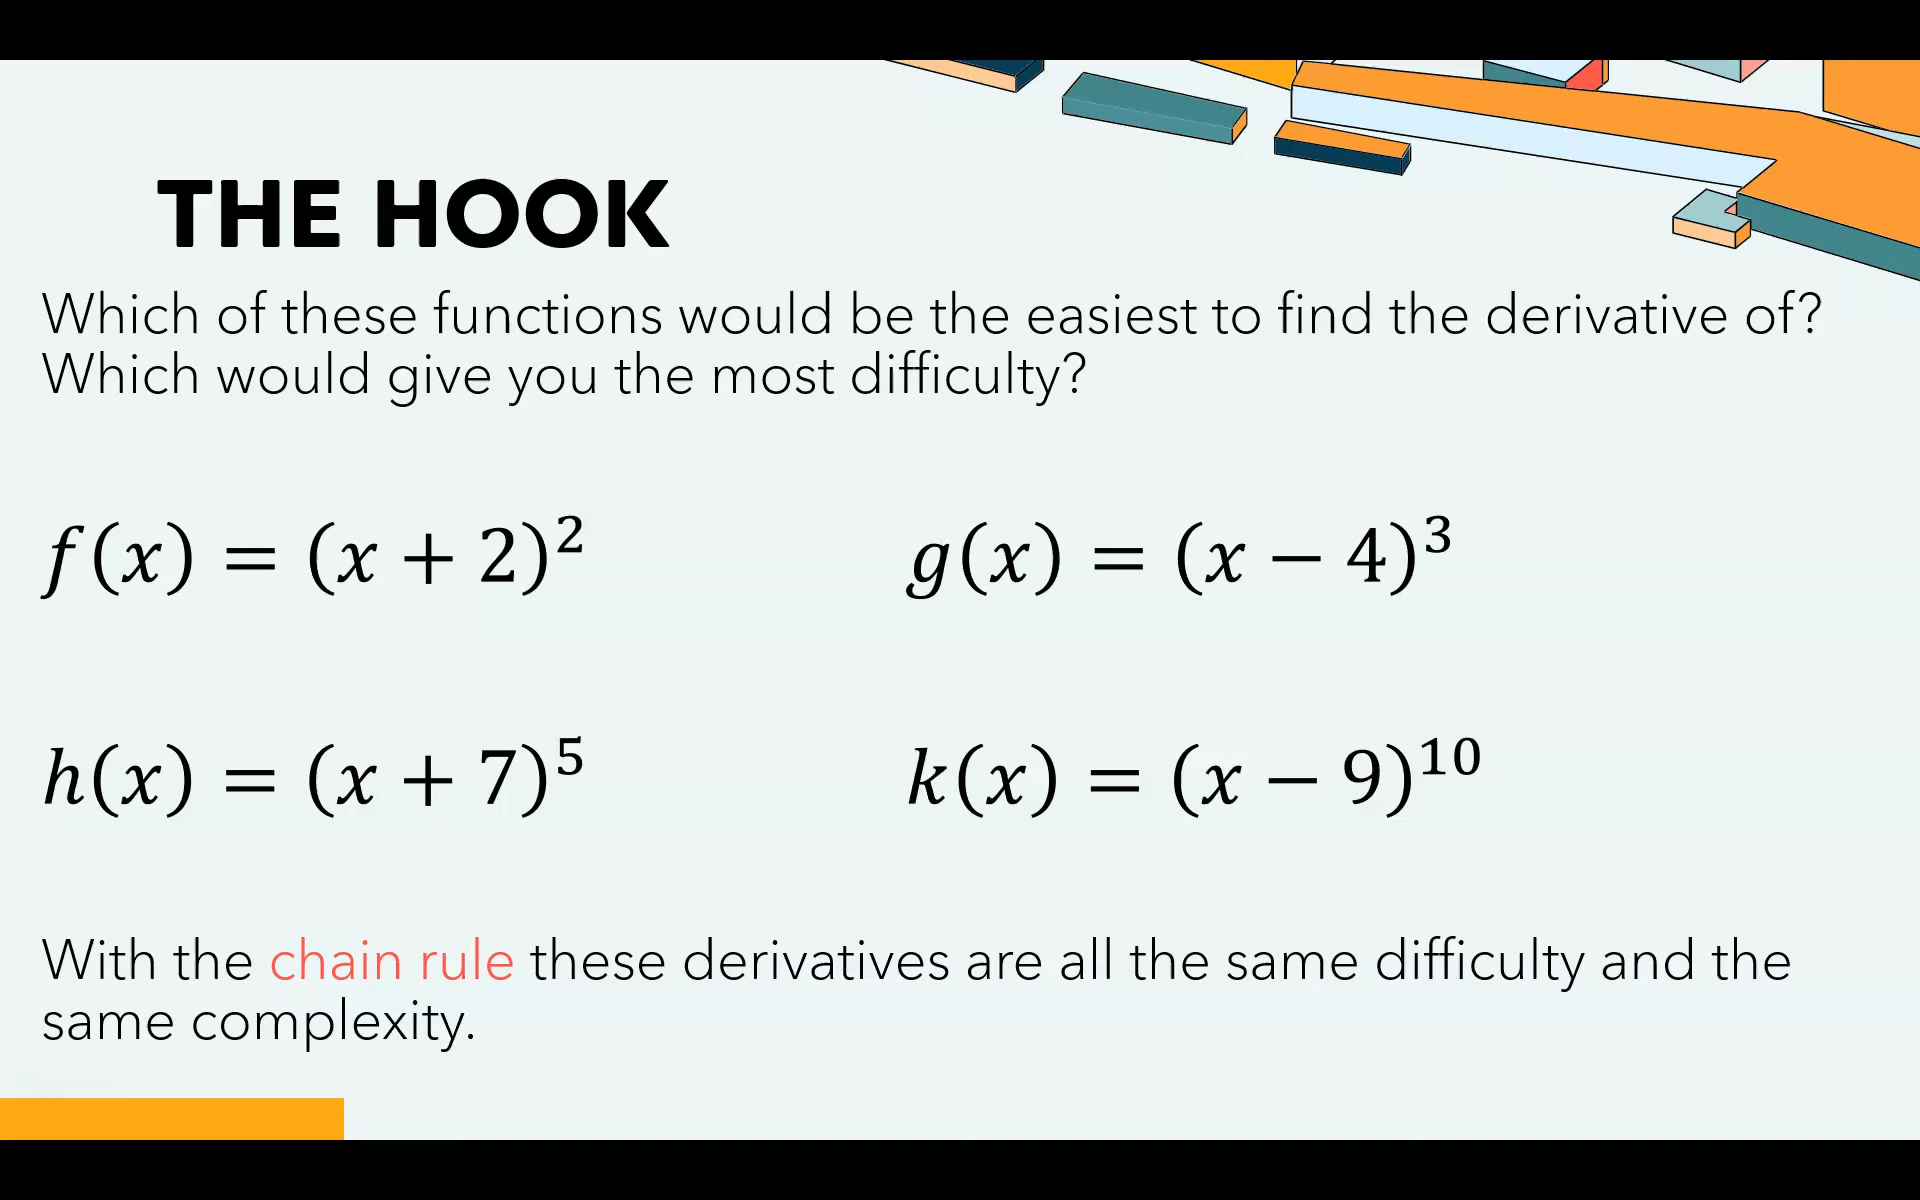 THE HOOK
Which of these functions would be the easiest to find the derivative of?
Which would give you the most difficulty?
f(x) = (x + 2)²
g(x) = (x − 4)³
h(x) = (x + 7)⁵
k(x) = (x − 9)¹⁰
With the chain rule these derivatives are all the same difficulty and the
same complexity.